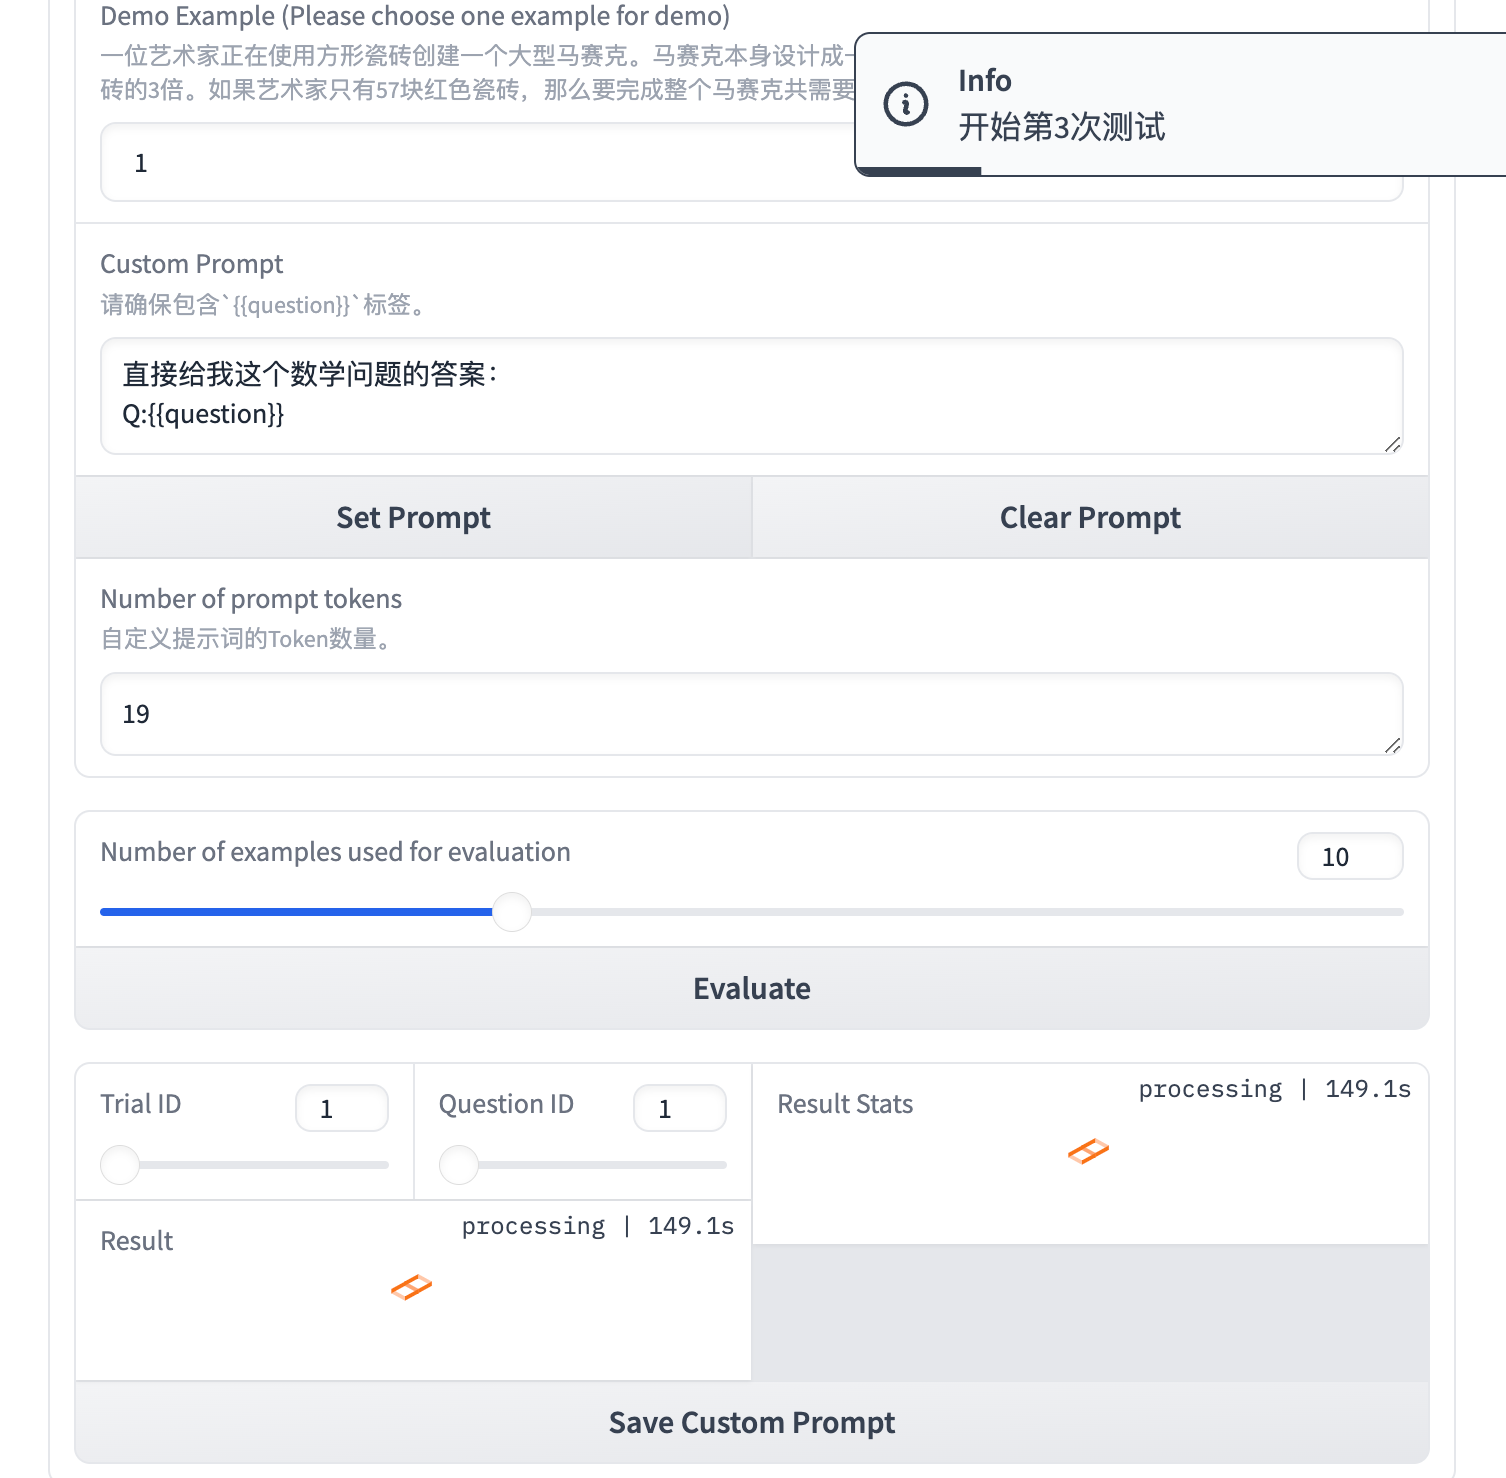 Demo Example (Please choose one example for demo)
一位艺术家正在使用方形瓷砖创建一个大型马赛克。马赛克本身设计成一
砖的3倍。如果艺术家只有57块红色瓷砖，那么要完成整个马赛克共需要
Info
开始第3次测试
1
Custom Prompt
请确保包含`{{question}}`标签。
直接给我这个数学问题的答案：
Q:{{question}}
Set Prompt
Clear Prompt
Number of prompt tokens
自定义提示词的Token数量。
19
Number of examples used for evaluation
10
Evaluate
Trial ID
1
Question ID
1
Result Stats
processing | 149.1s
Result
processing | 149.1s
Save Custom Prompt